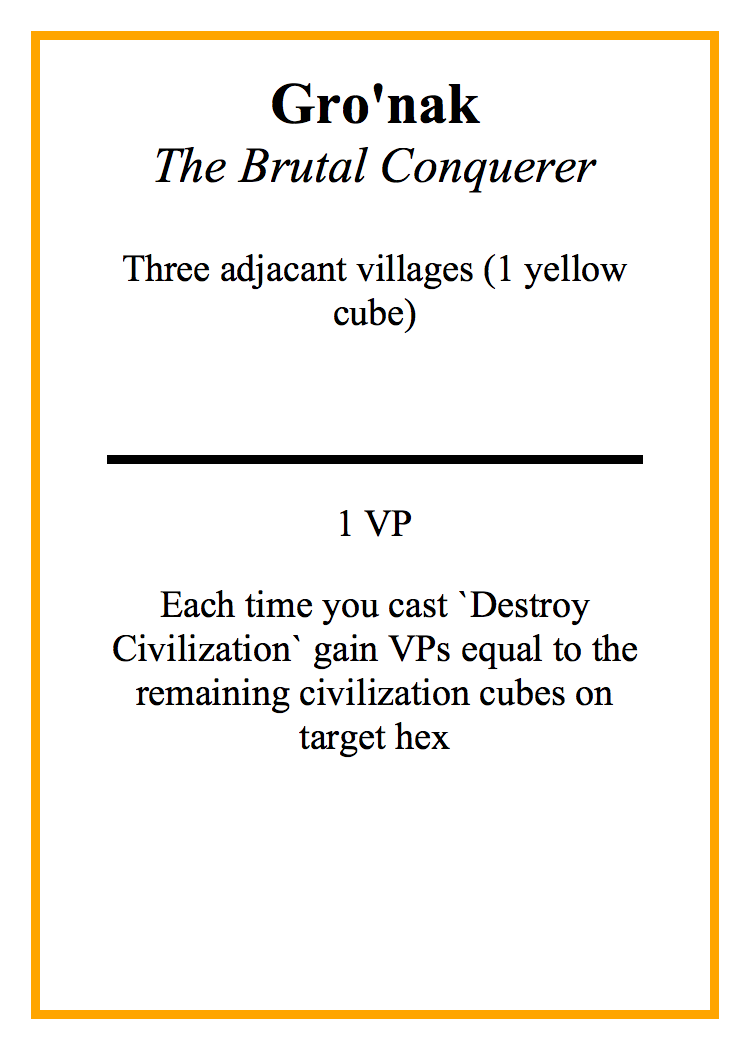 Gro'nak
The Brutal Conquerer
Three adjacant villages (1 yellow
cube)
1 VP
Each time you cast `Destroy
Civilization` gain VPs equal to the
remaining civilization cubes on
target hex